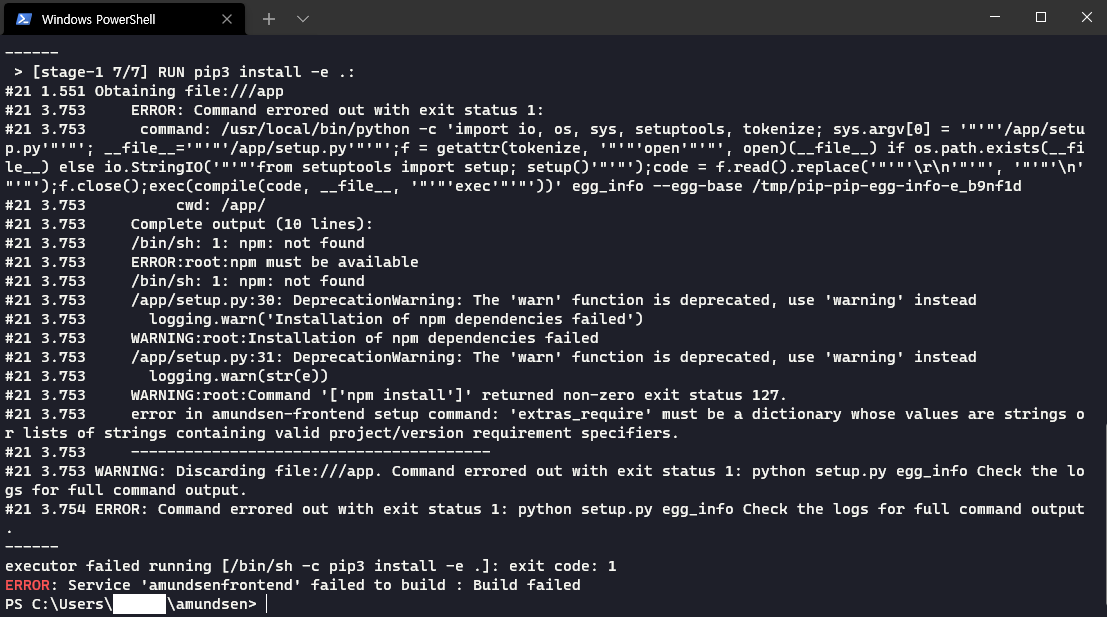 Windows PowerShell
------
 > [stage-1 7/7] RUN pip3 install -e .:
#21 1.551 Obtaining file:///app
#21 3.753     ERROR: Command errored out with exit status 1:
#21 3.753      command: /usr/local/bin/python -c 'import io, os, sys, setuptools, tokenize; sys.argv[0] = '"'"'/app/setu
p.py'"'"'; __file__='"'"'/app/setup.py'"'"';f = getattr(tokenize, '"'"'open'"'"', open)(__file__) if os.path.exists(__fi
le__) else io.StringIO('"'"'from setuptools import setup; setup()'"'"');code = f.read().replace('"'"'\r\n'"'"', '"'"'\n'
"'"');f.close();exec(compile(code, __file__, '"'"'exec'"'"'))' egg_info --egg-base /tmp/pip-pip-egg-info-e_b9nf1d
#21 3.753          cwd: /app/
#21 3.753     Complete output (10 lines):
#21 3.753     /bin/sh: 1: npm: not found
#21 3.753     ERROR:root:npm must be available
#21 3.753     /bin/sh: 1: npm: not found
#21 3.753     /app/setup.py:30: DeprecationWarning: The 'warn' function is deprecated, use 'warning' instead
#21 3.753       logging.warn('Installation of npm dependencies failed')
#21 3.753     WARNING:root:Installation of npm dependencies failed
#21 3.753     /app/setup.py:31: DeprecationWarning: The 'warn' function is deprecated, use 'warning' instead
#21 3.753       logging.warn(str(e))
#21 3.753     WARNING:root:Command '['npm install']' returned non-zero exit status 127.
#21 3.753     error in amundsen-frontend setup command: 'extras_require' must be a dictionary whose values are strings o
r lists of strings containing valid project/version requirement specifiers.
#21 3.753     ----------------------------------------
#21 3.753 WARNING: Discarding file:///app. Command errored out with exit status 1: python setup.py egg_info Check the lo
gs for full command output.
#21 3.754 ERROR: Command errored out with exit status 1: python setup.py egg_info Check the logs for full command output
.
------
executor failed running [/bin/sh -c pip3 install -e .]: exit code: 1
ERROR: Service 'amundsenfrontend' failed to build : Build failed
PS C:\Users\ \amundsen>